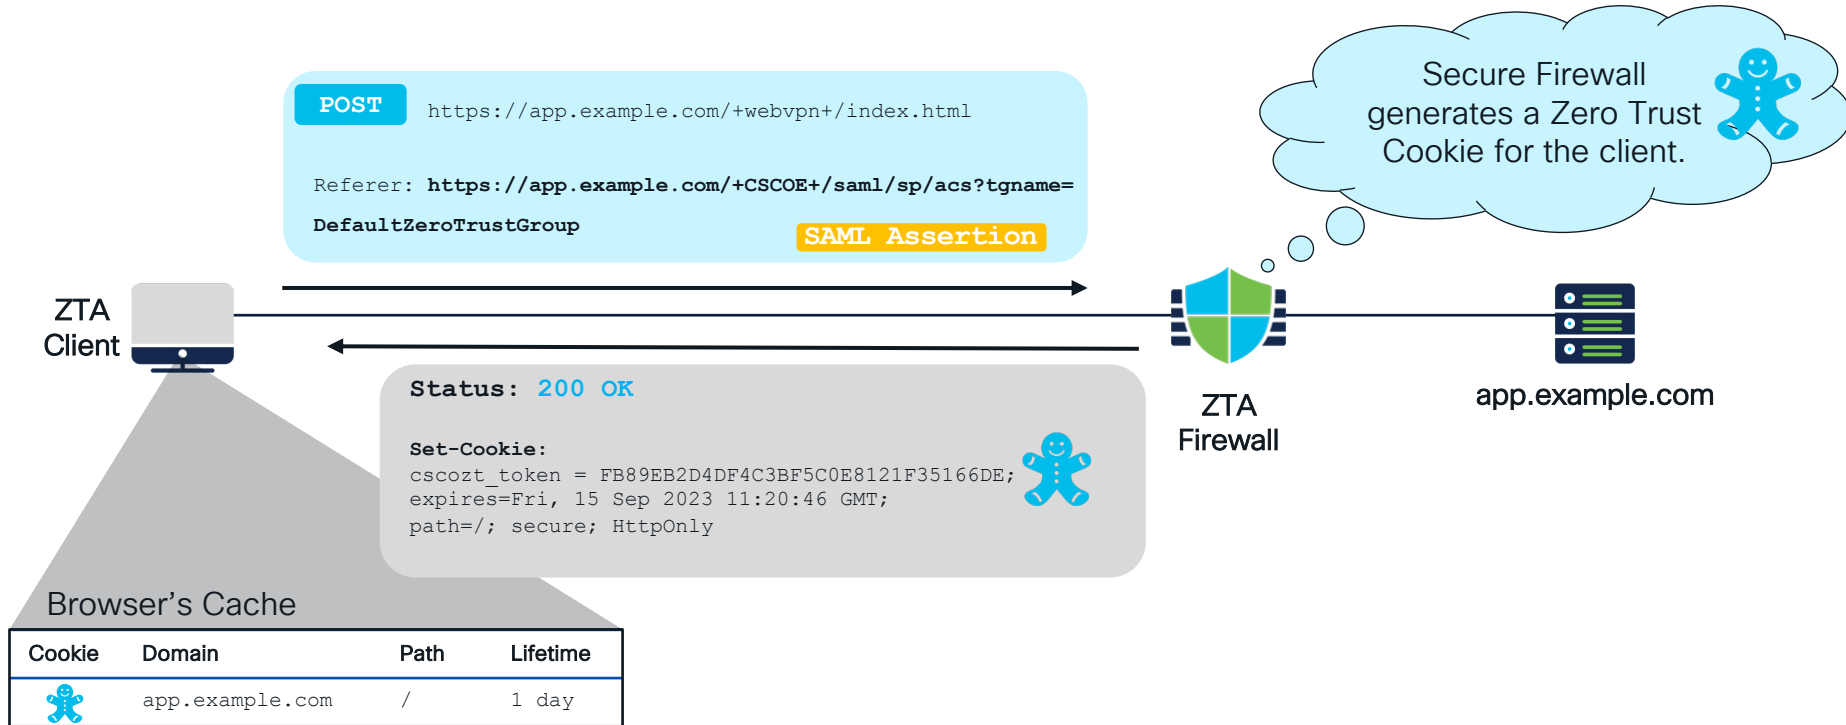 Secure Firewall
generates a Zero Trust
Cookie for the client.
POST https://app.example.com/+webvpn+/index.html
Referer: https://app.example.com/+CSCOE+/saml/sp/acs?tgname=
DefaultZeroTrustGroup
SAML Assertion
ZTA
Client
ZTA
Firewall
app.example.com
Status: 200 OK
Set-Cookie:
cscozt_token = FB89EB2D4DF4C3BF5C0E8121F35166DE;
expires=Fri, 15 Sep 2023 11:20:46 GMT;
path=/; secure; HttpOnly
Browser's Cache
Cookie Domain Path Lifetime
app.example.com / 1 day